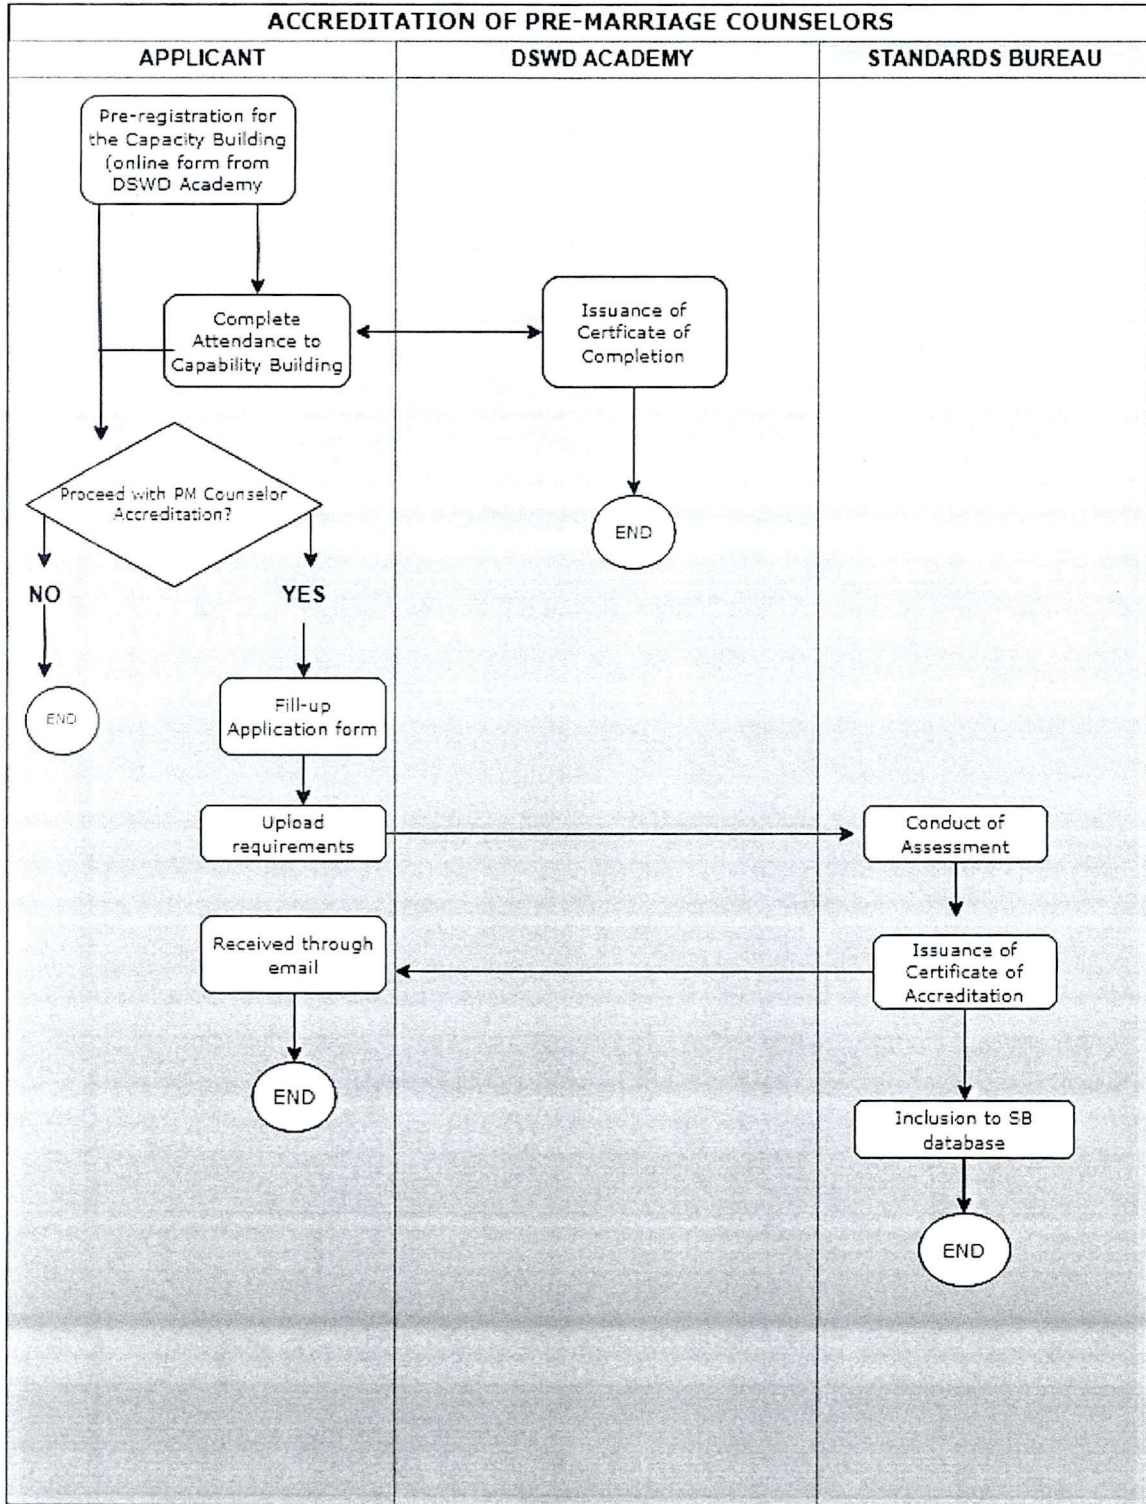 ACCREDITATION OF PRE-MARRIAGE COUNSELORS
APPLICANT
DSWD ACADEMY
STANDARDS BUREAU
Pre-registration for
the Capacity Building
(online form from
DSWD Academy
Complete
Attendance to
Capability Building
Issuance of
Certficate of
Completion
Proceed with PM Counselor
Accreditation?
END
NO
YES
END
Fill-up
Application form
Upload
requirements
Conduct of
Assessment
Received through
email
Issuance of
Certificate of
Accreditation
END
Inclusion to SB
database
END